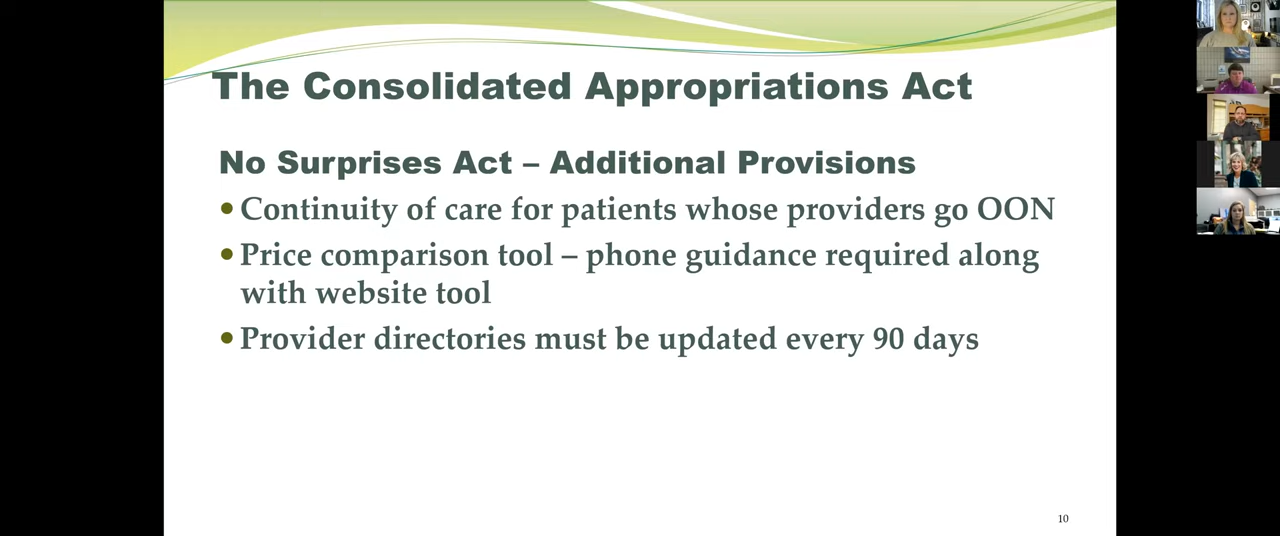 The Consolidated Appropriations Act
No Surprises Act – Additional Provisions
•Continuity of care for patients whose providers go OON
•Price comparison tool – phone guidance required along
with website tool
•Provider directories must be updated every 90 days
10